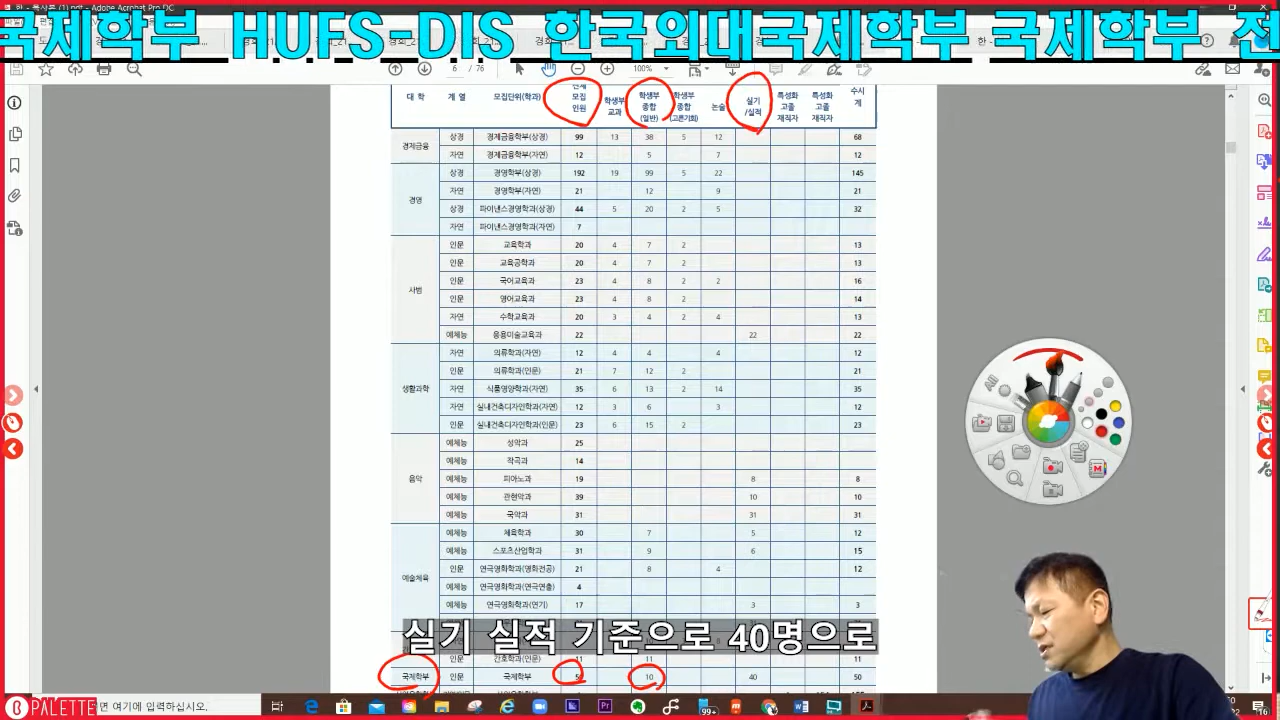 국제학부 HUFS-DIS 한국외대국제학부 국제학부 전
6 / 76
100%
대 학 계 열 모집단위(학과) 전체 모집 인원 학생부 교과 학생부 종합 (일반) 학생부 종합 (고른기회) 논술 실기 /실적 특성화 고졸 재직자 특성화 고졸 재직자 수시 계
경제금융 상경 경제금융학부(상경) 99 13 38 5 12 68
자연 경제금융학부(자연) 12 5 7 12
경영 상경 경영학부(상경) 192 19 99 5 22 145
자연 경영학부(자연) 21 12 9 21
상경 파이낸스경영학과(상경) 44 5 20 2 5 32
자연 파이낸스경영학과(자연) 7
사범 인문 교육학과 20 4 7 2 13
인문 교육공학과 20 4 7 2 13
인문 국어교육과 23 4 8 2 2 16
인문 영어교육과 23 4 8 2 14
자연 수학교육과 20 3 4 2 4 13
예체능 응용미술교육과 22 22 22
생활과학 자연 의류학과(자연) 12 4 4 4 12
인문 의류학과(인문) 21 7 12 2 21
자연 식품영양학과(자연) 35 6 13 2 14 35
자연 실내건축디자인학과(자연) 12 3 6 3 12
인문 실내건축디자인학과(인문) 23 6 15 2 23
음악 예체능 성악과 25
예체능 작곡과 14
예체능 피아노과 19 8 8
예체능 관현악과 39 10 10
예체능 국악과 31 31 31
예술체육 예체능 체육학과 30 7 5 12
예체능 스포츠산업학과 31 9 6 15
인문 연극영화학과(영화전공) 21 8 4 12
예체능 연극영화학과(연극연출) 4
예체능 연극영화학과(연기) 17 3 3
실기 실적 기준으로 40명으로
인문 간호학과(인문) 11 11 11
국제학부 인문 국제학부 10 40 50
PALETTE
면 여기에 입력하십시오.
99+